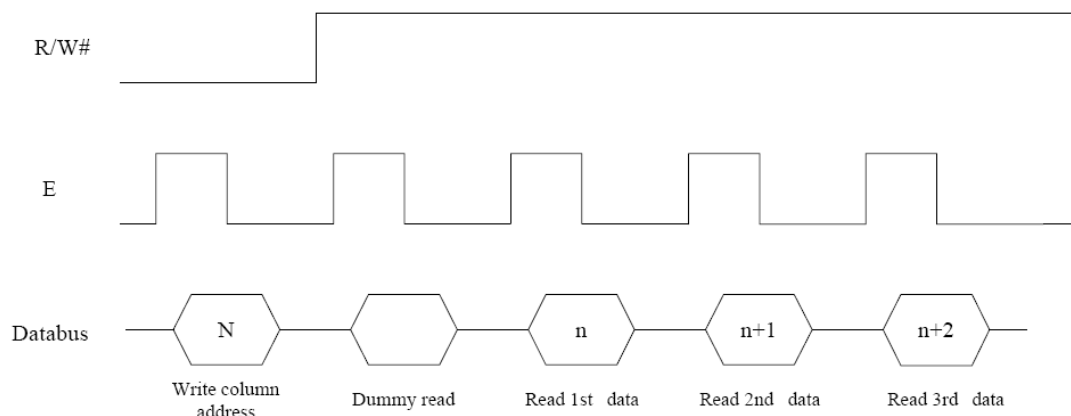 R/W#
E
Databus
N
n
n+1
n+2
Write column
address
Dummy read
Read 1st data
Read 2nd data
Read 3rd data